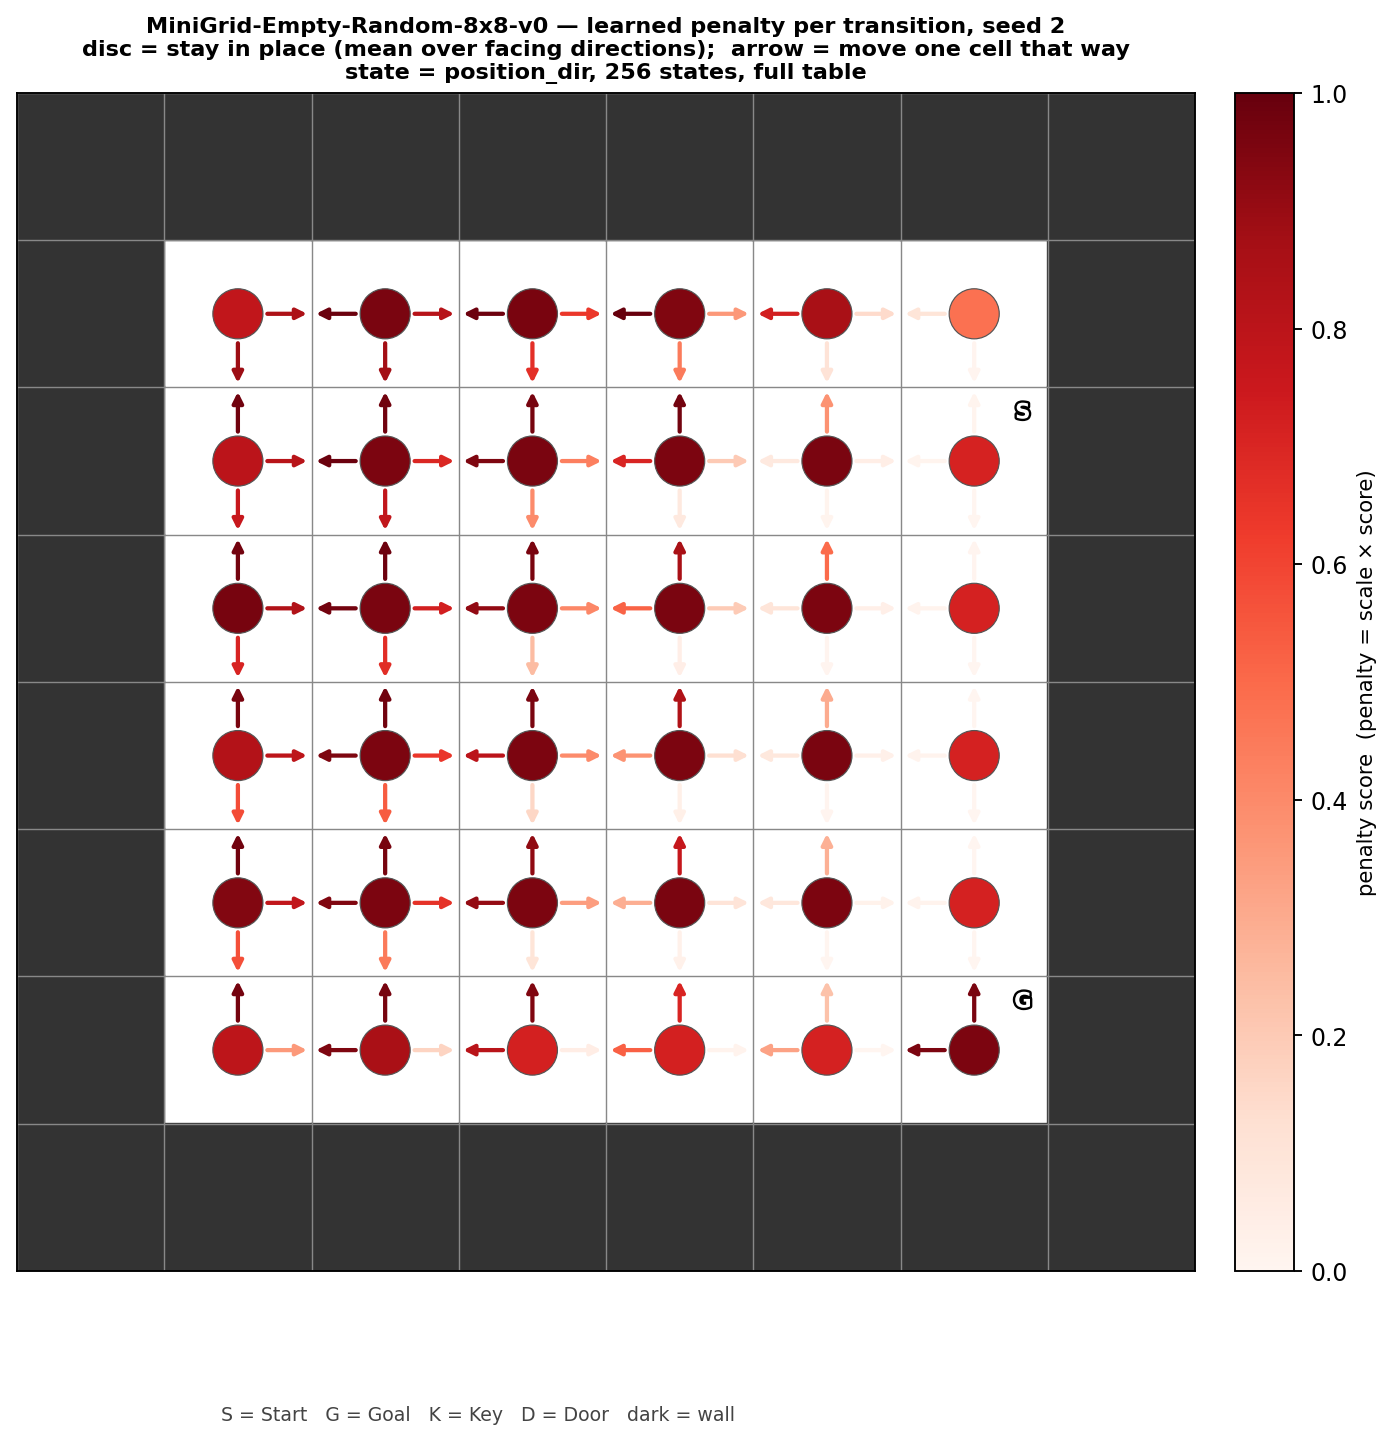 MiniGrid-Empty-Random-8x8-v0 — learned penalty per transition, seed 2
disc = stay in place (mean over facing directions);  arrow = move one cell that way
state = position_dir, 256 states, full table
1.0
0.8
0.6
0.4
0.2
0.0
penalty score  (penalty = scale × score)
S
G
S = Start   G = Goal   K = Key   D = Door   dark = wall